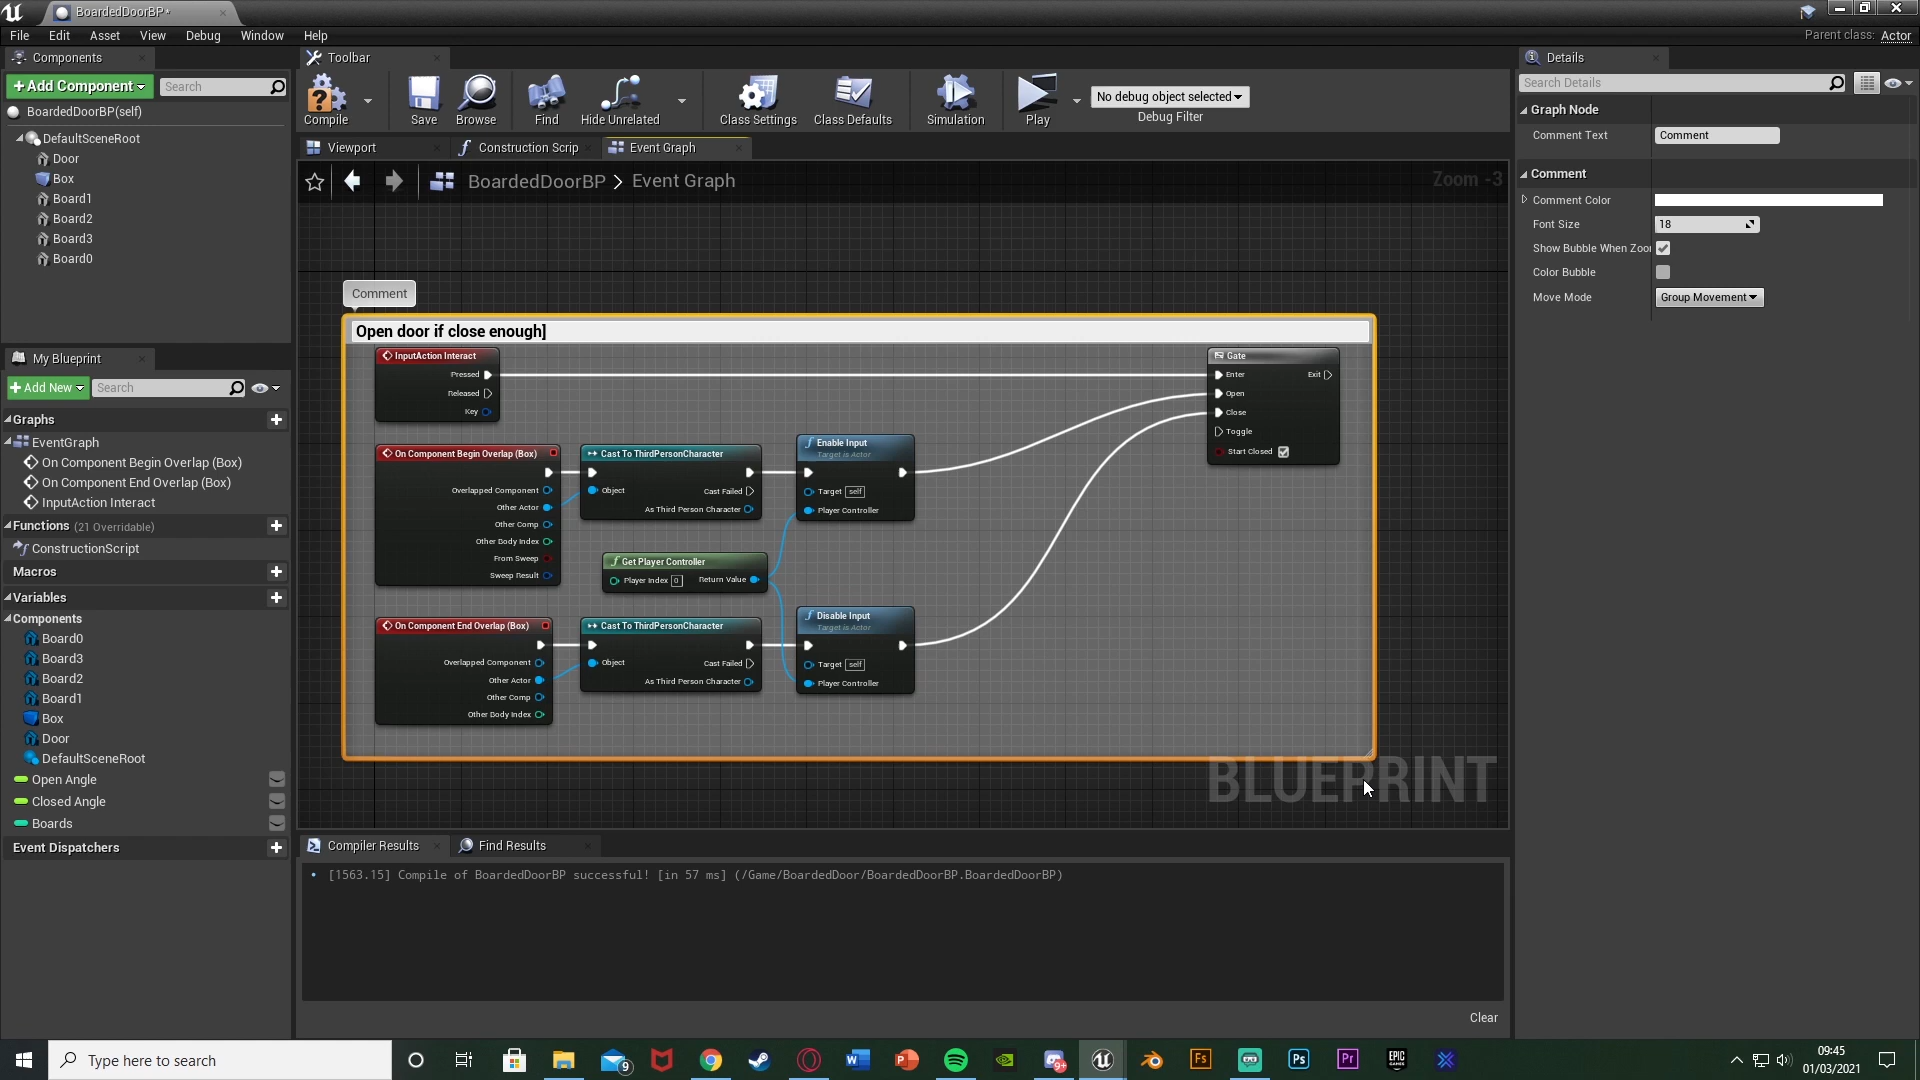 BoardedDoorBP*
File Edit Asset View Debug Window Help
Parent class: Actor
Components
+Add Component
Search
BoardedDoorBP(self)
DefaultSceneRoot
Door
Box
Board1
Board2
Board3
Board0
My Blueprint
+Add New
Search
Graphs
EventGraph
On Component Begin Overlap (Box)
On Component End Overlap (Box)
InputAction Interact
Functions (21 Overridable)
ConstructionScript
Macros
Variables
Components
Board0
Board3
Board2
Board1
Box
Door
DefaultSceneRoot
Open Angle
Closed Angle
Boards
Event Dispatchers
Toolbar
Compile
Save
Browse
Find
Hide Unrelated
Class Settings
Class Defaults
Simulation
Play
No debug object selected
Debug Filter
Viewport
Construction Scrip
Event Graph
BoardedDoorBP > Event Graph
Zoom -3
Comment
Open door if close enough]
InputAction Interact
Pressed
Released
Key
Gate
Enter Exit
Open
Close
Toggle
Start Closed
On Component Begin Overlap (Box)
Overlapped Component
Other Actor
Other Comp
Other Body Index
From Sweep
Sweep Result
Cast To ThirdPersonCharacter
Object Cast Failed
As Third Person Character
Enable Input
Target is Actor
Target self
Player Controller
Get Player Controller
Player Index 0 Return Value
On Component End Overlap (Box)
Overlapped Component
Other Actor
Other Comp
Other Body Index
Cast To ThirdPersonCharacter
Object Cast Failed
As Third Person Character
Disable Input
Target is Actor
Target self
Player Controller
BLUEPRINT
Compiler Results
Find Results
[1563.15] Compile of BoardedDoorBP successful! [in 57 ms] (/Game/BoardedDoor/BoardedDoorBP.BoardedDoorBP)
Clear
Details
Search Details
Graph Node
Comment Text Comment
Comment
Comment Color
Font Size 18
Show Bubble When Zoo
Color Bubble
Move Mode Group Movement
Type here to search
9
W
P
9+
Fs
Ps
Pr
EPIC
09:45
01/03/2021